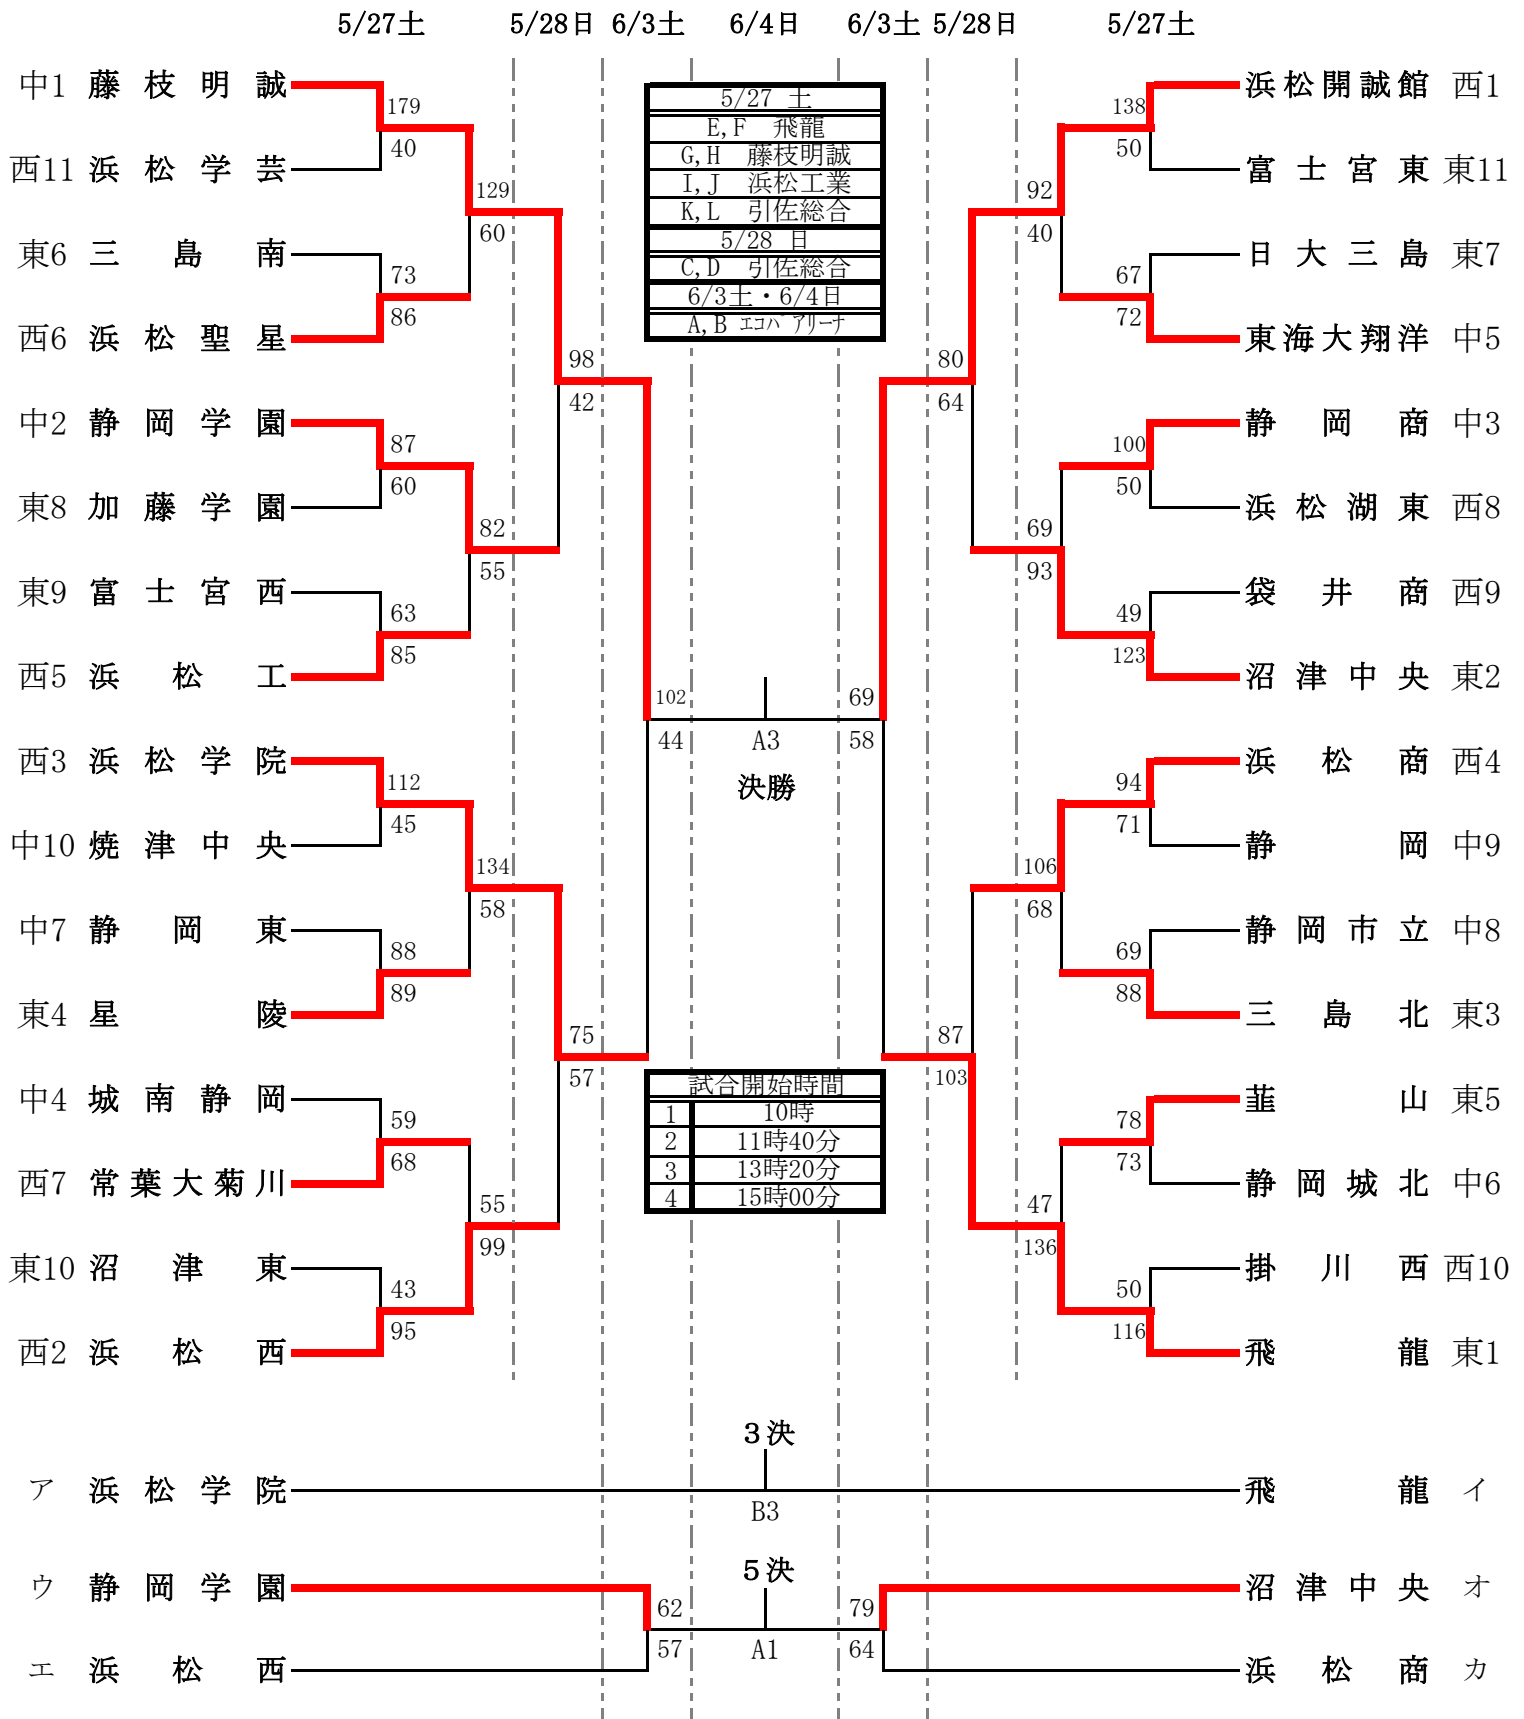 5/27土 5/28日 6/3土 6/4日 6/3土 5/28日 5/27土
中1 藤枝明誠 浜松開誠館 西1
179 138
40 50
西11 浜松学芸 富士宮東 東11
129 92
60 40
東6 三島南 日大三島 東7
73 67
86 72
西6 浜松聖星 東海大翔洋 中5
5/27 土
E,F 飛龍
G,H 藤枝明誠
I,J 浜松工業
K,L 引佐総合
5/28 日
C,D 引佐総合
6/3土・6/4日
A,B エコパアリーナ
98 80
42 64
中2 静岡学園 静岡商 中3
87 100
60 50
東8 加藤学園 浜松湖東 西8
82 69
55 93
東9 富士宮西 袋井商 西9
63 49
85 123
西5 浜松工 沼津中央 東2
102 69
44 A3 58
決勝
西3 浜松学院 浜松商 西4
112 94
45 71
中10 焼津中央 静岡 中9
134 106
58 68
中7 静岡東 静岡市立 中8
88 69
89 88
東4 星陵 三島北 東3
75 87
57 103
試合開始時間
1 10時
2 11時40分
3 13時20分
4 15時00分
中4 城南静岡 韮山 東5
59 78
68 73
西7 常葉大菊川 静岡城北 中6
55 47
99 136
東10 沼津東 掛川西 西10
43 50
95 116
西2 浜松西 飛龍 東1
3決
ア 浜松学院 飛龍 イ
B3
5決
ウ 静岡学園 沼津中央 オ
62 79
57 A1 64
エ 浜松西 浜松商 カ